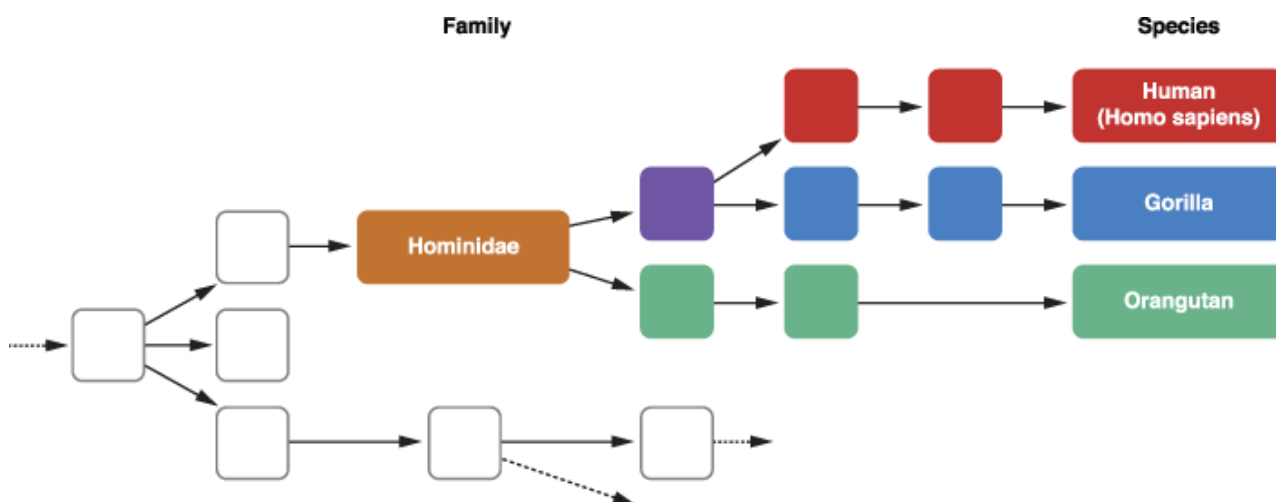 Family
Species
Human
(Homo sapiens)
Gorilla
Hominidae
Orangutan